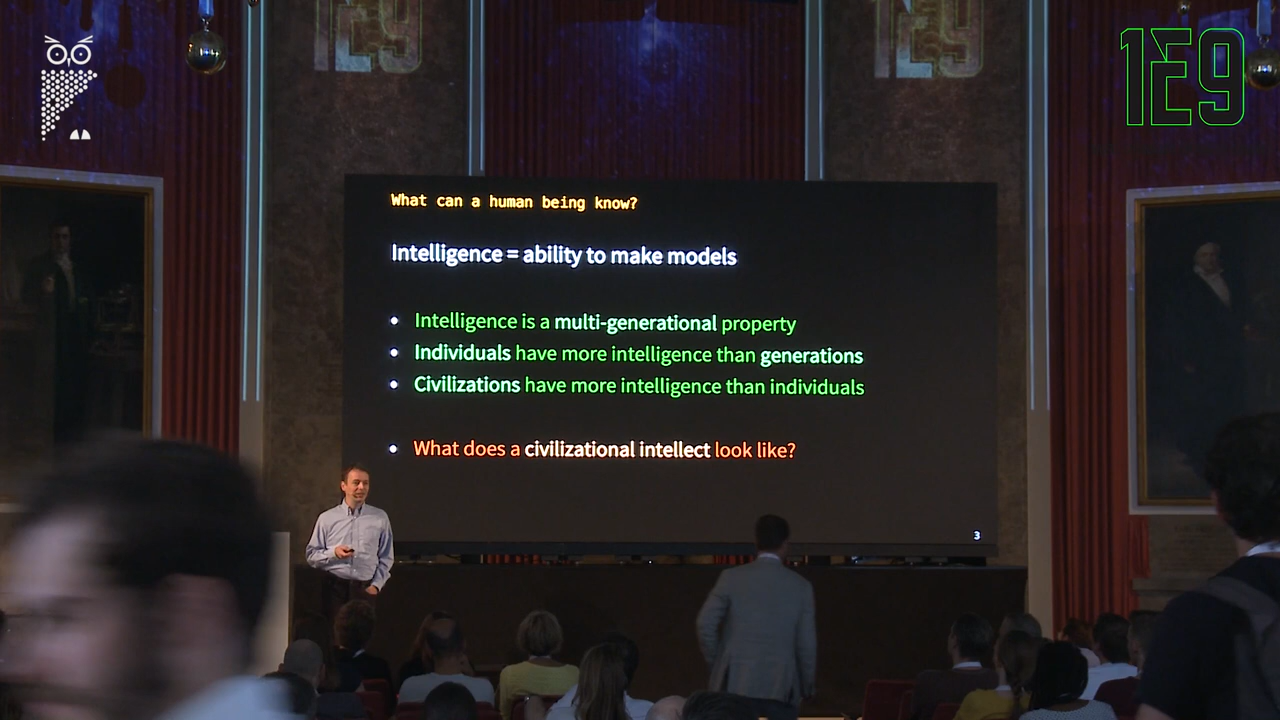 1E9
1E9
1E9
What can a human being know?
Intelligence = ability to make models
• Intelligence is a multi-generational property
• Individuals have more intelligence than generations
• Civilizations have more intelligence than individuals
• What does a civilizational intellect look like?
3